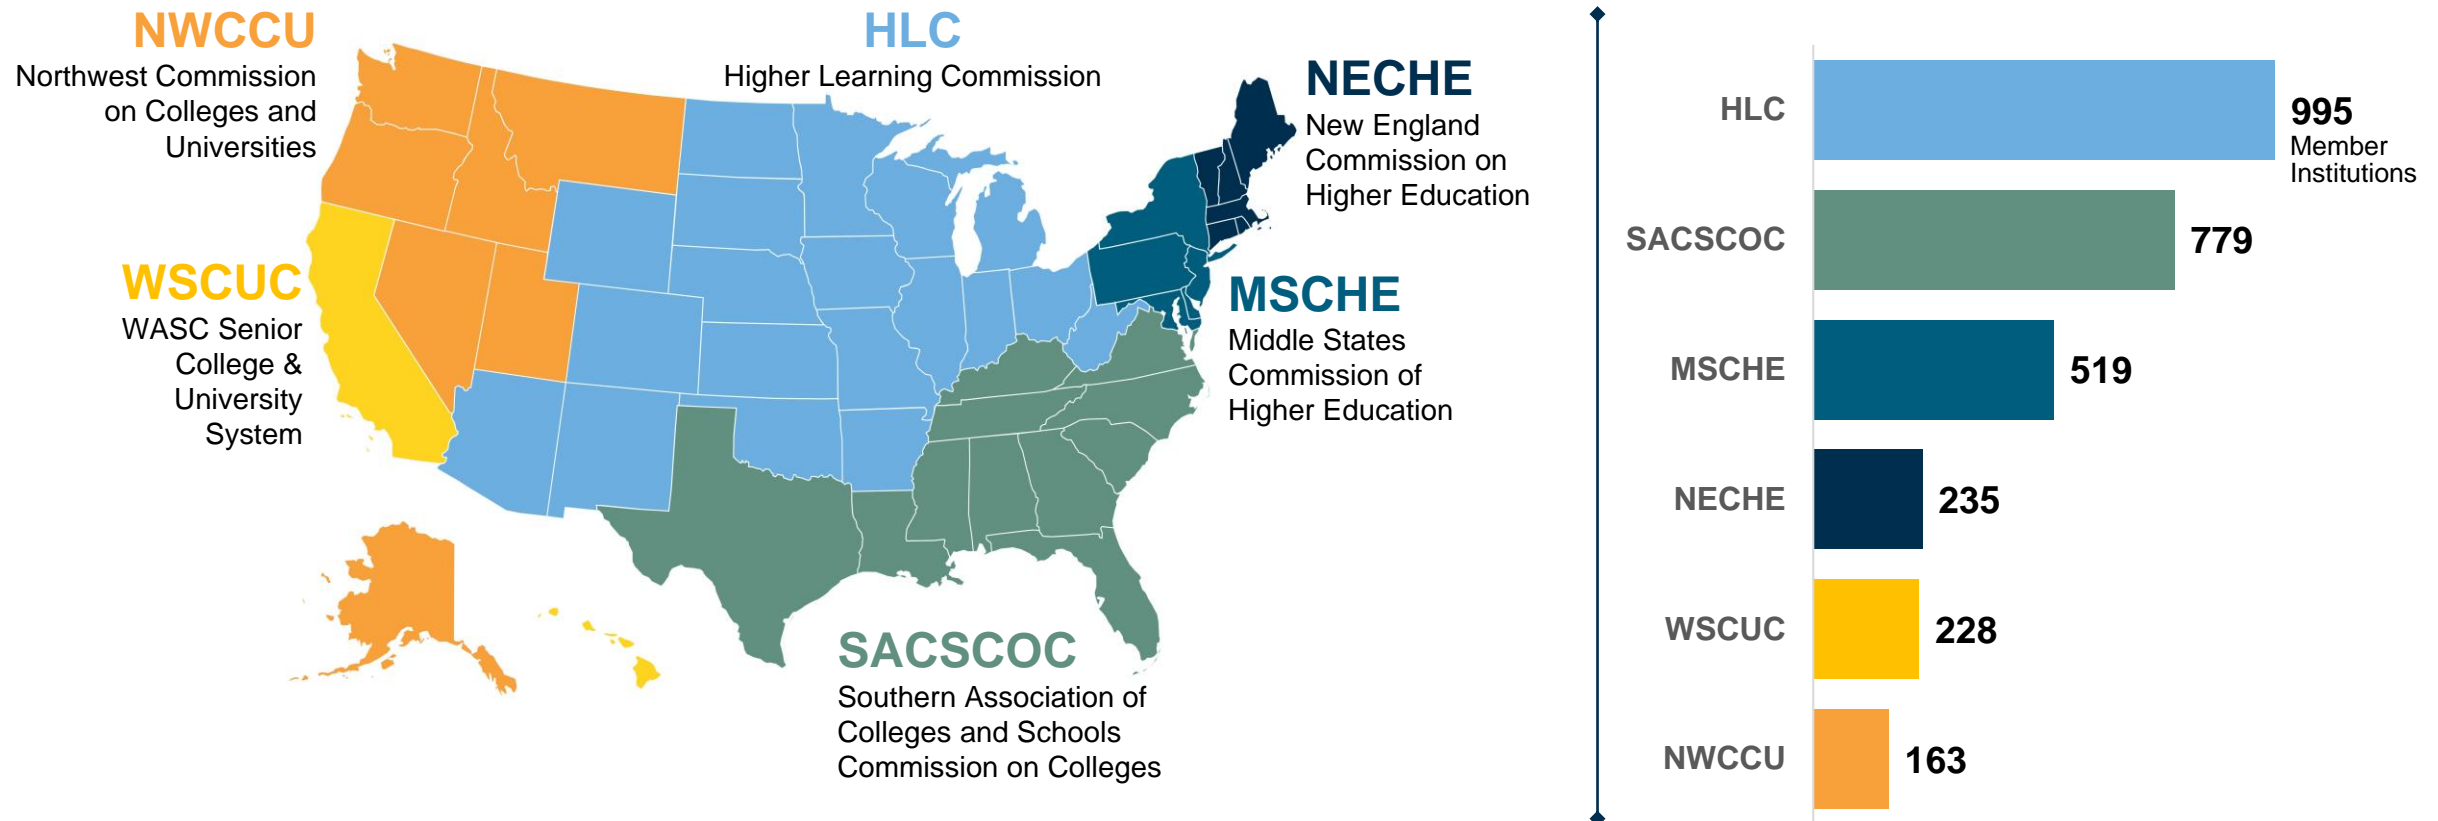 NWCCU
Northwest Commission
on Colleges and
Universities
HLC
Higher Learning Commission
NECHE
New England
Commission on
Higher Education
WSCUC
WASC Senior
College &
University
System
MSCHE
Middle States
Commission of
Higher Education
SACSCOC
Southern Association of
Colleges and Schools
Commission on Colleges
HLC
995
Member
Institutions
SACSCOC
779
MSCHE
519
NECHE
235
WSCUC
228
NWCCU
163